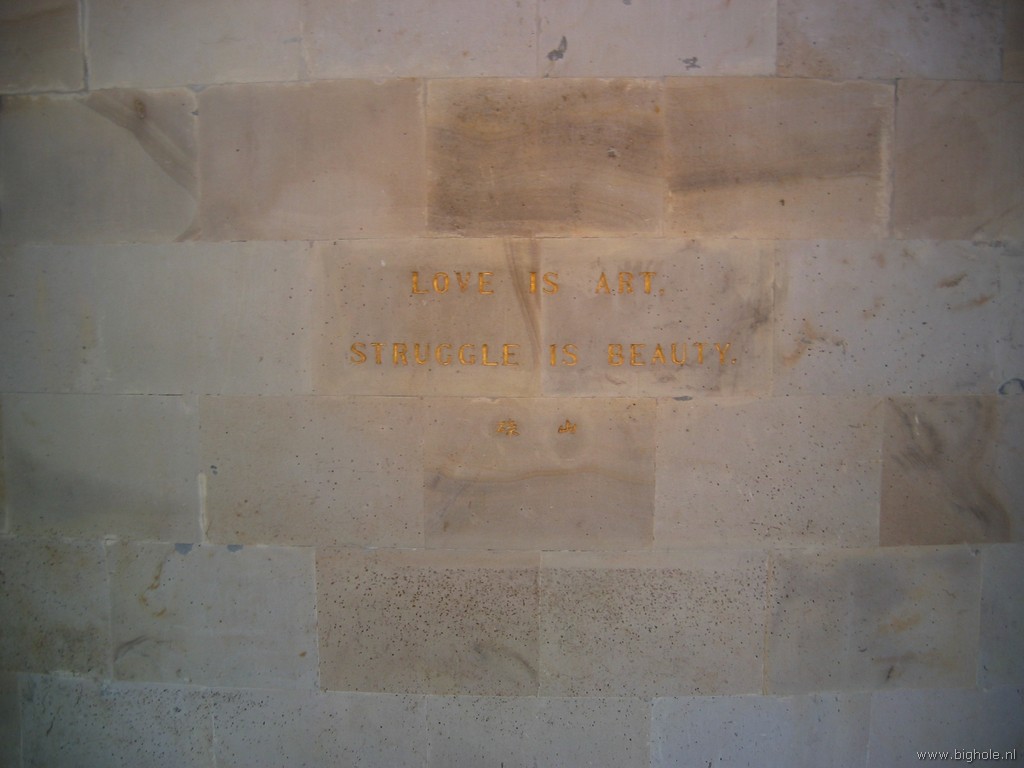 LOVE IS ART.
STRUGGLE IS BEAUTY.
www.bighole.nl